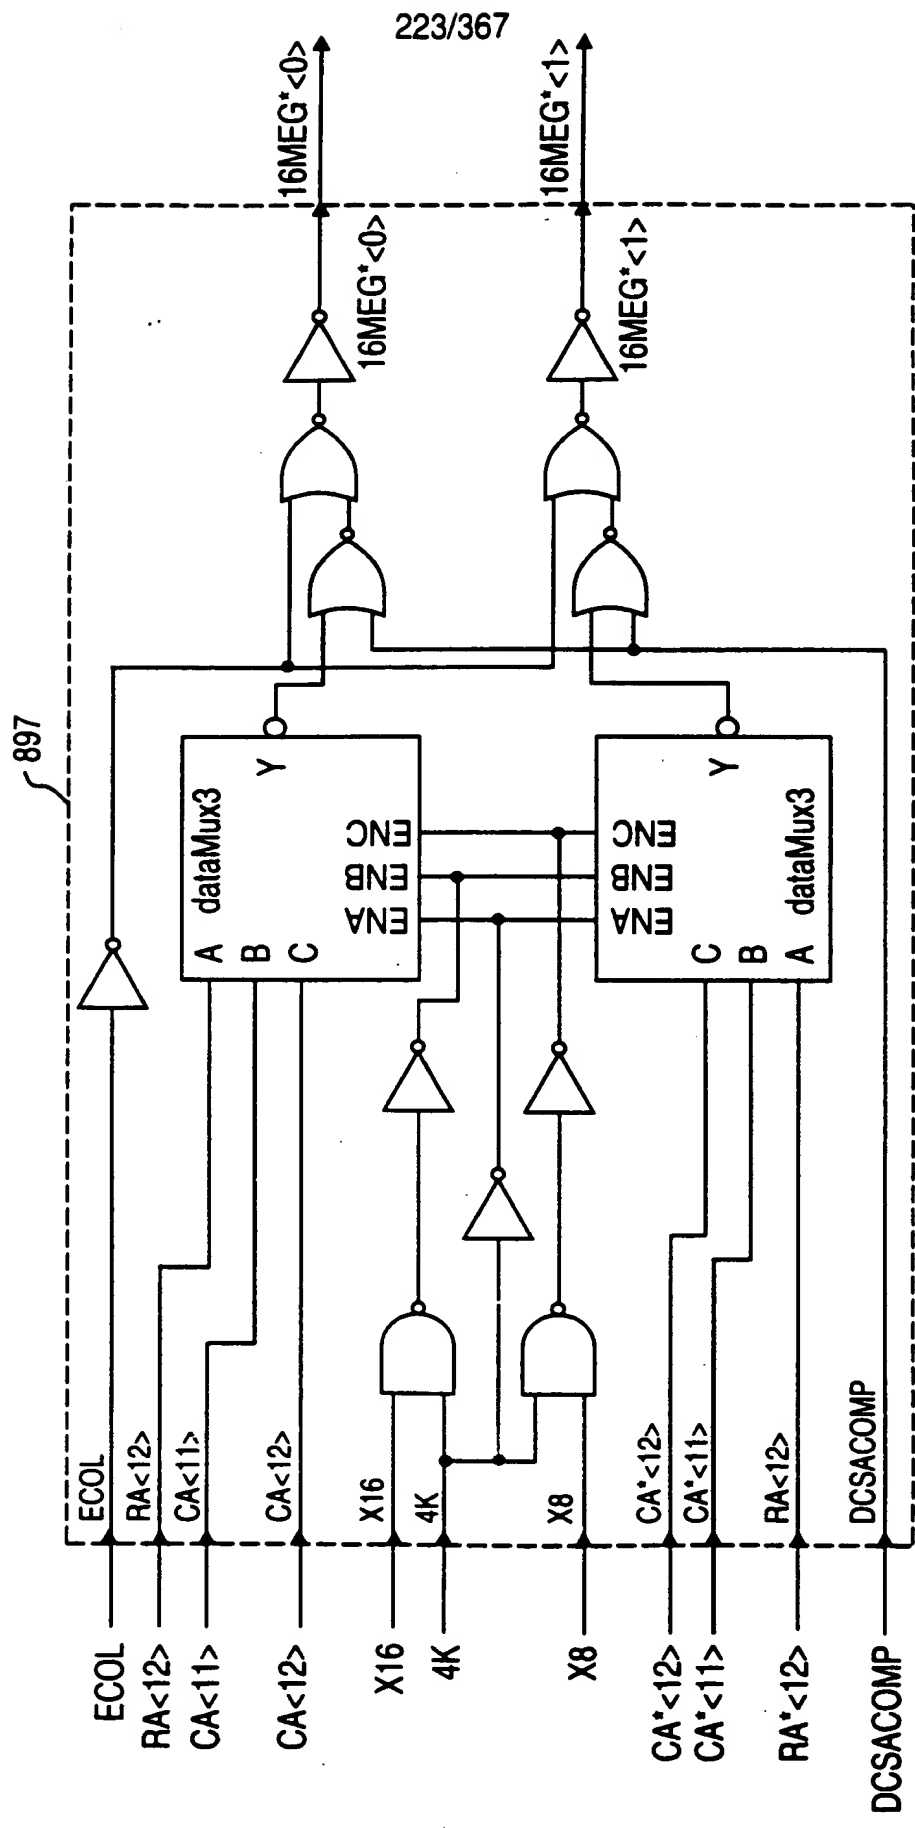 223/367
897
ECOL
RA<12>
CA<11>
CA<12>
X16
4K
X8
CA*<12>
CA*<11>
RA*<12>
DCSACOMP
ECOL
RA<12>
CA<11>
CA<12>
X16
4K
X8
CA*<12>
CA*<11>
RA<12>
DCSACOMP
dataMux3
A
B
C
Y
ENA
ENB
ENC
dataMux3
C
B
A
Y
ENA
ENB
ENC
16MEG*<0>
16MEG*<0>
16MEG*<1>
16MEG*<1>